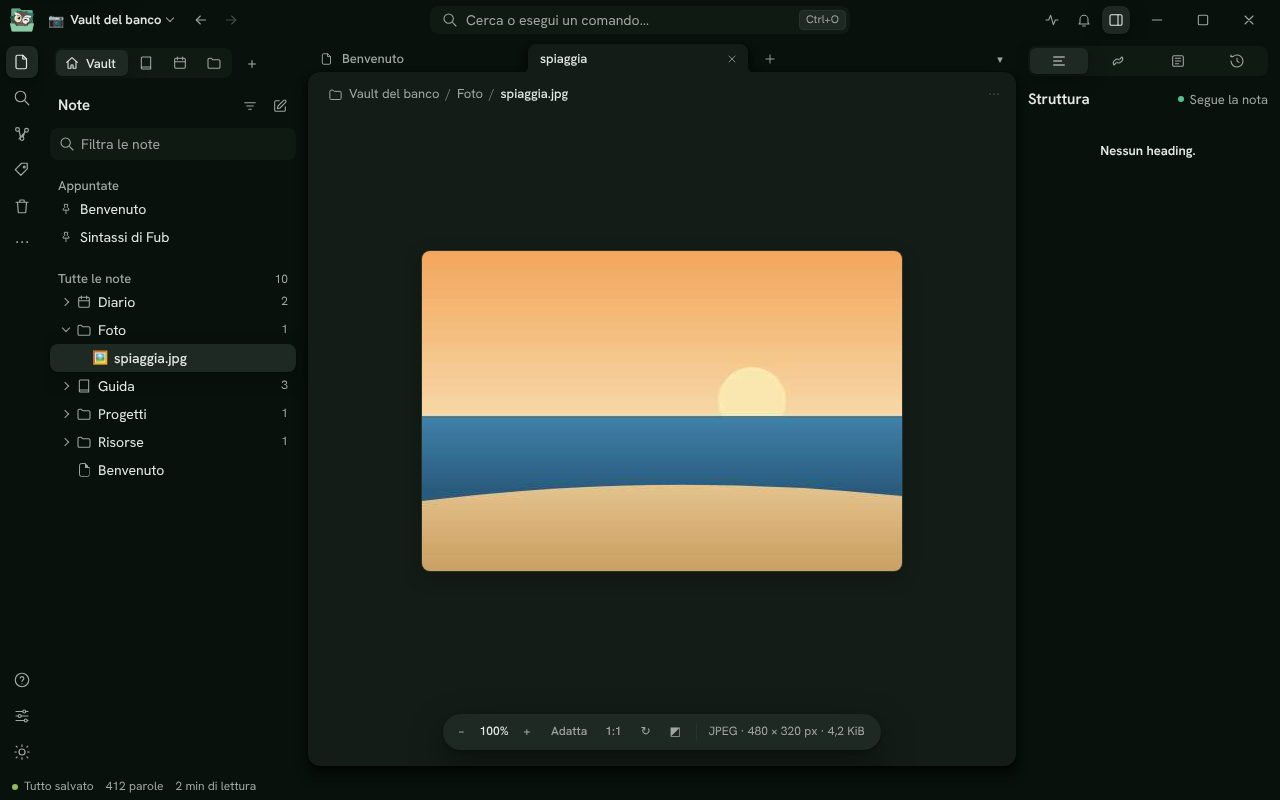 Vault del banco
Cerca o esegui un comando…
Ctrl+O
Vault
Benvenuto
spiaggia
Note
Filtra le note
Appuntate
Benvenuto
Sintassi di Fub
Tutte le note 10
Diario 2
Foto 1
spiaggia.jpg
Guida 3
Progetti 1
Risorse 1
Benvenuto
Vault del banco / Foto / spiaggia.jpg
Struttura
Segue la nota
Nessun heading.
− 100% + Adatta 1:1 JPEG · 480 × 320 px · 4,2 KiB
Tutto salvato 412 parole 2 min di lettura